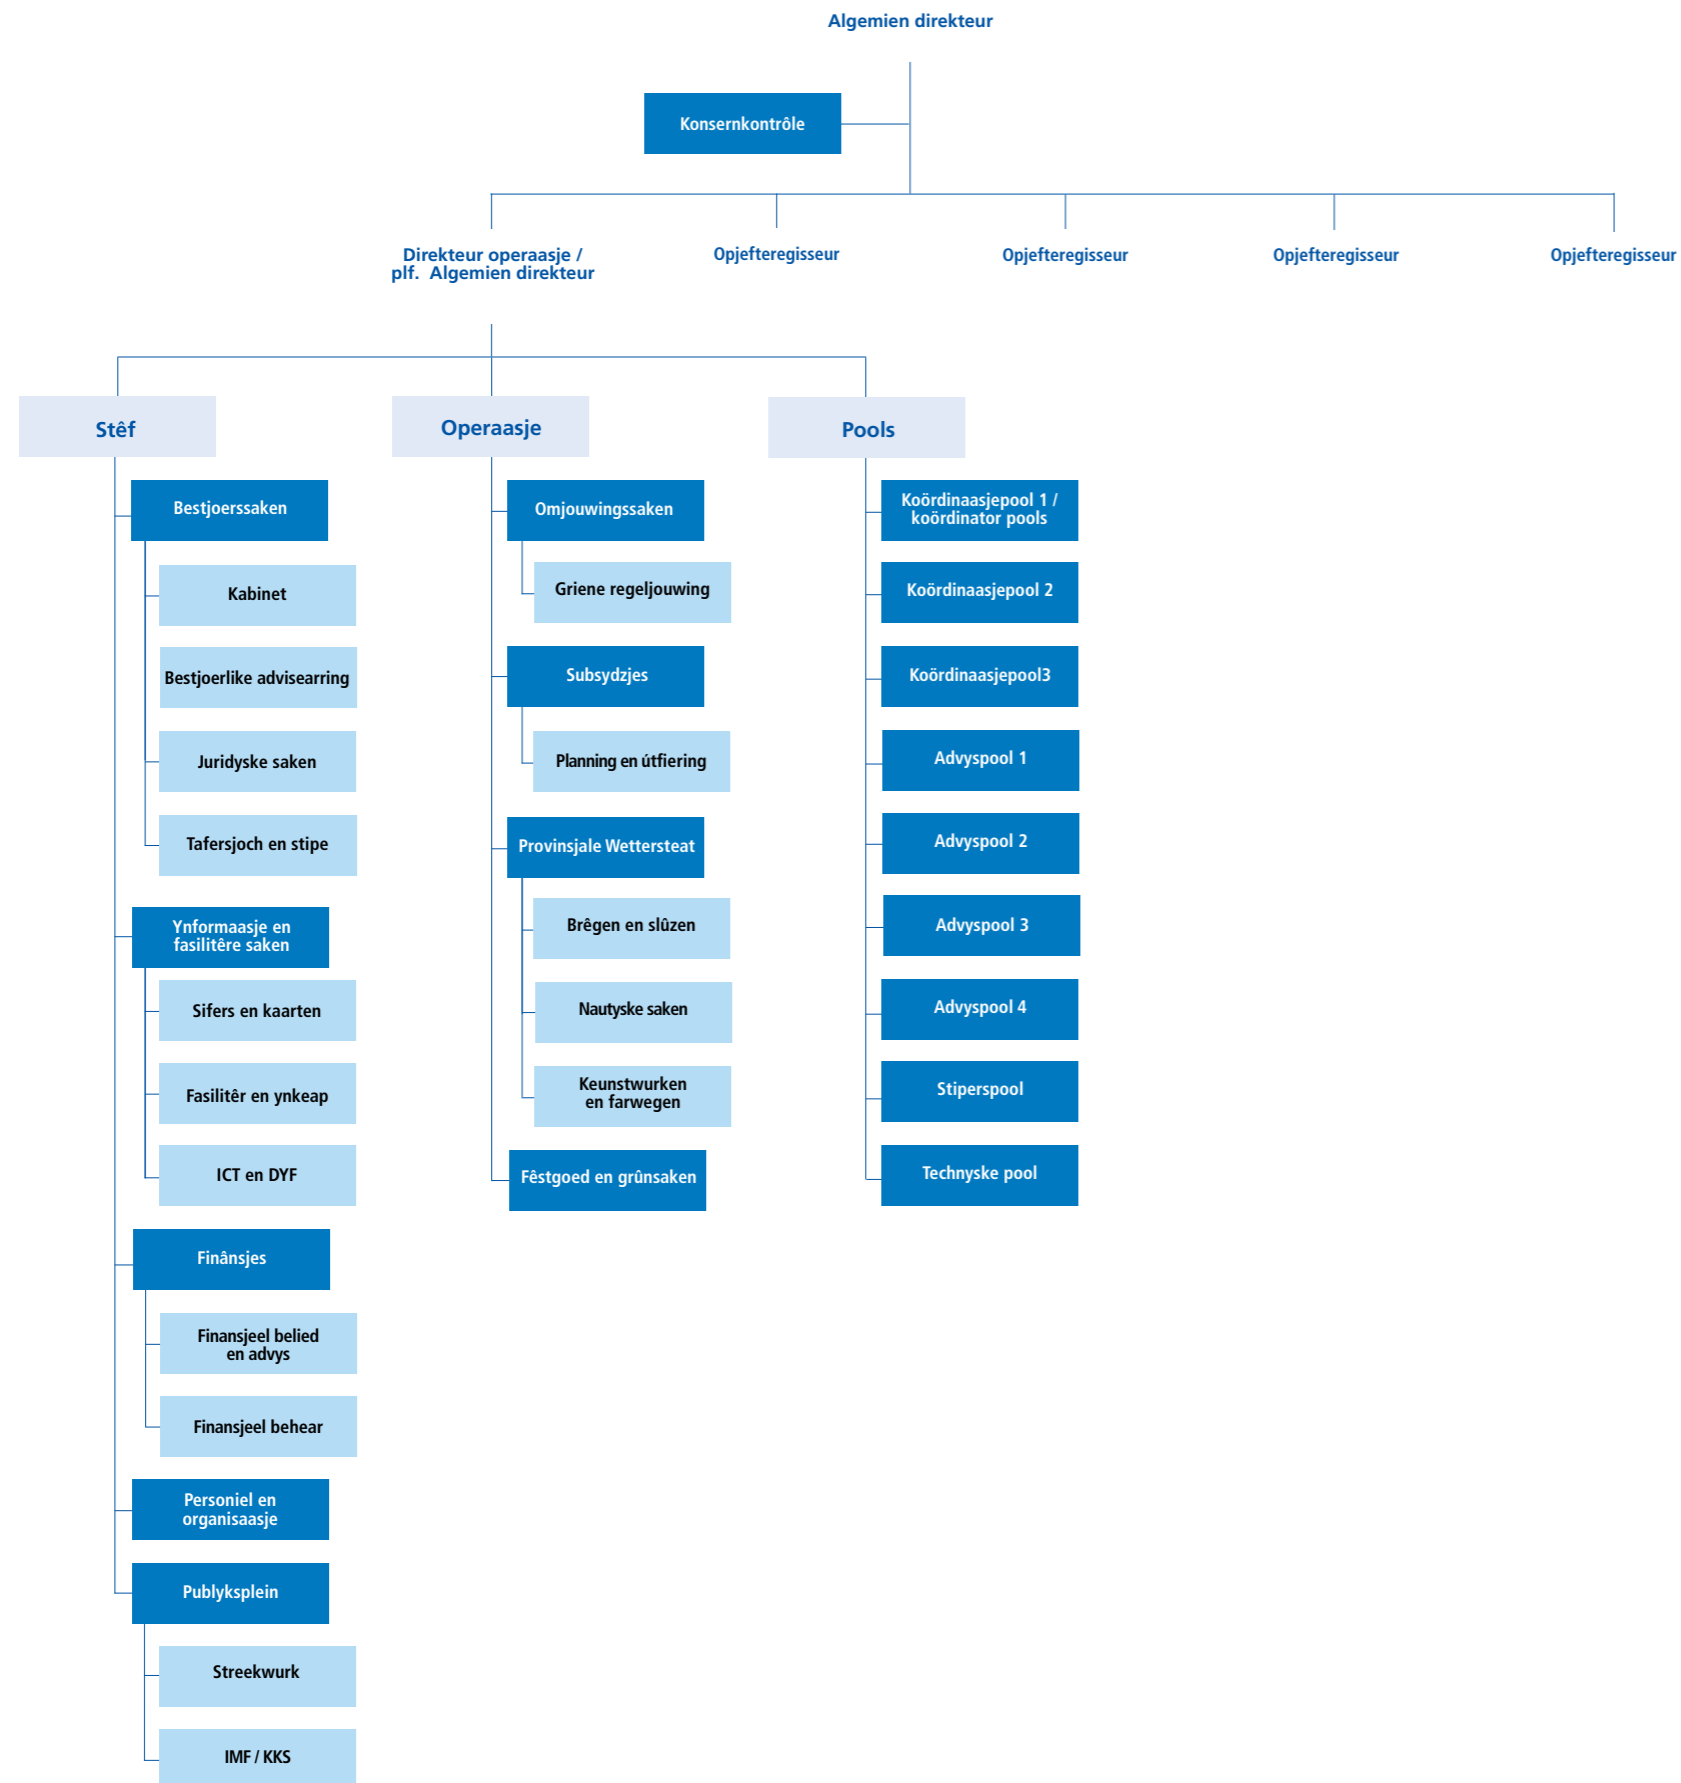 Algemien direkteur
Konsernkontrôle
Direkteur operaasje /
plf. Algemien direkteur
Opjefteregisseur
Opjefteregisseur
Opjefteregisseur
Opjefteregisseur
Stêf
Bestjoerssaken
Kabinet
Bestjoerlike advisearring
Juridyske saken
Tafersjoch en stipe
Ynformaasje en
fasilitêre saken
Sifers en kaarten
Fasilitêr en ynkeap
ICT en DYF
Finânsjes
Finansjeel belied
en advys
Finansjeel behear
Personiel en
organisaasje
Publyksplein
Streekwurk
IMF / KKS
Operaasje
Omjouwingssaken
Griene regeljouwing
Subsydzjes
Planning en útfiering
Provinsjale Wettersteat
Brêgen en slûzen
Nautyske saken
Keunstwurken
en farwegen
Fêstgoed en grûnsaken
Pools
Koördinaasjepool 1 /
koördinator pools
Koördinaasjepool 2
Koördinaasjepool3
Advyspool 1
Advyspool 2
Advyspool 3
Advyspool 4
Stiperspool
Technyske pool